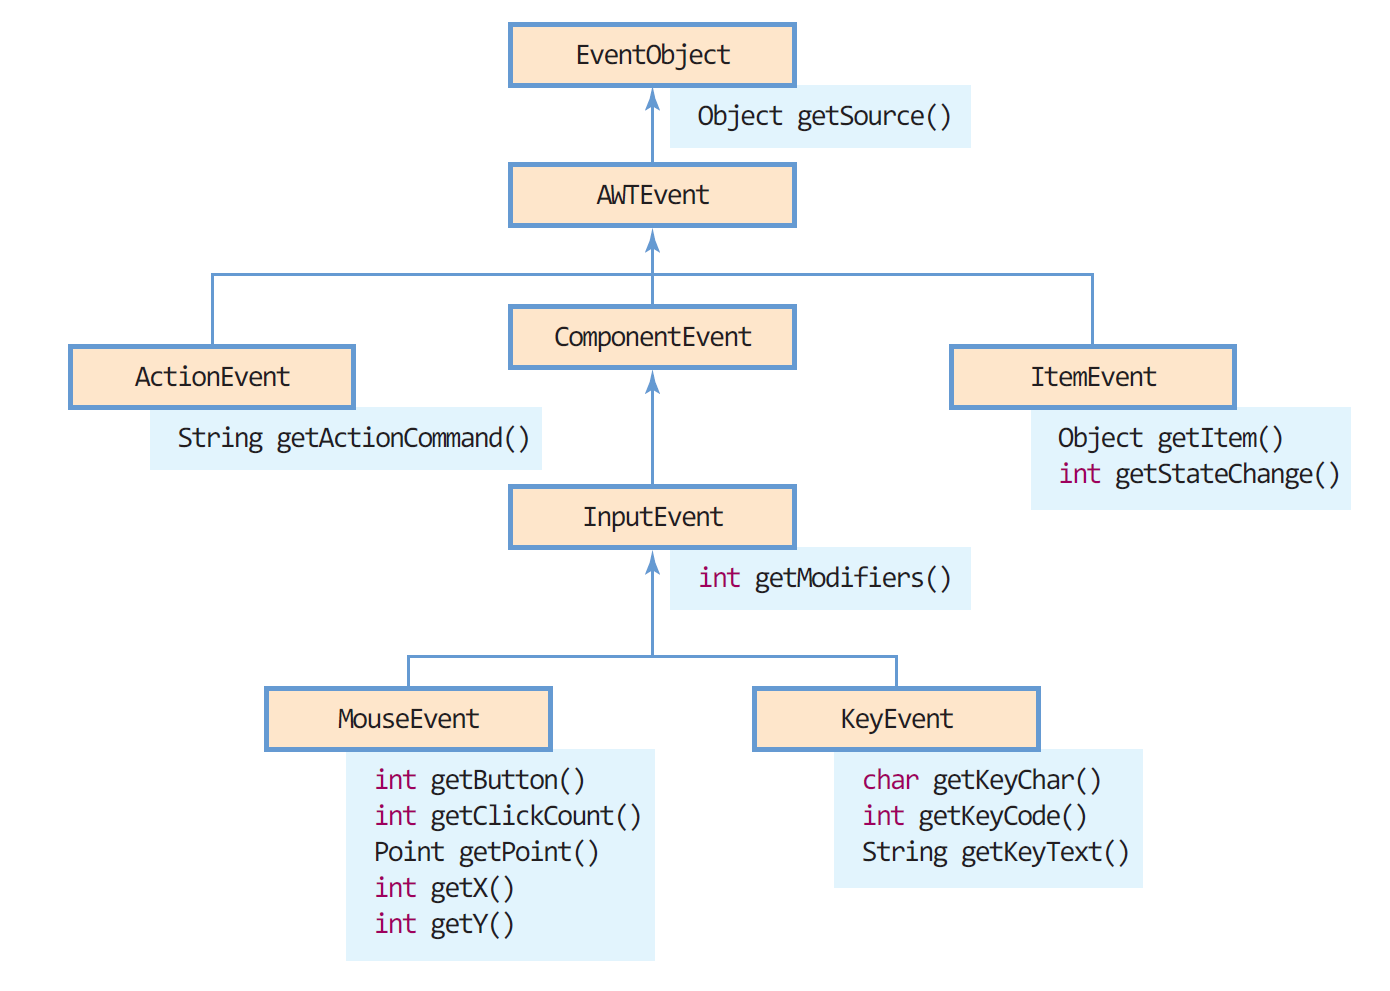 EventObject
Object getSource()
AWTEvent
ComponentEvent
ActionEvent
String getActionCommand()
ItemEvent
Object getItem()
int getStateChange()
InputEvent
int getModifiers()
MouseEvent
int getButton()
int getClickCount()
Point getPoint()
int getX()
int getY()
KeyEvent
char getKeyChar()
int getKeyCode()
String getKeyText()